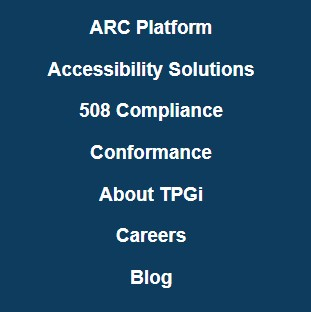 ARC Platform
Accessibility Solutions
508 Compliance
Conformance
About TPGi
Careers
Blog